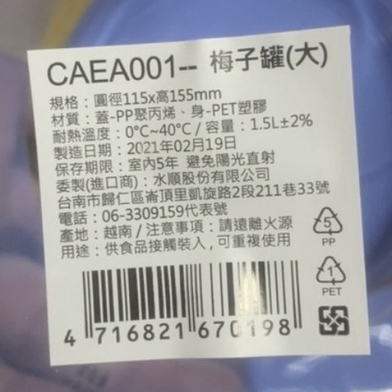 CAEA001-- 梅子罐(大)
規格：圓徑115x高155mm
材質：蓋-PP聚丙烯、身-PET塑膠
耐熱溫度：0°C~40°C / 容量：1.5L±2%
製造日期：2021年02月19日
保存期限：室內5年 避免陽光直射
委製(進口商)：水順股份有限公司
台南市歸仁區崙頂里凱旋路2段211巷33號
電話：06-3309159代表號
產地：越南 / 注意事項：請遠離火源
用途：供食品接觸裝入 , 可重複使用
5
PP
1
PET
4 716821 670198